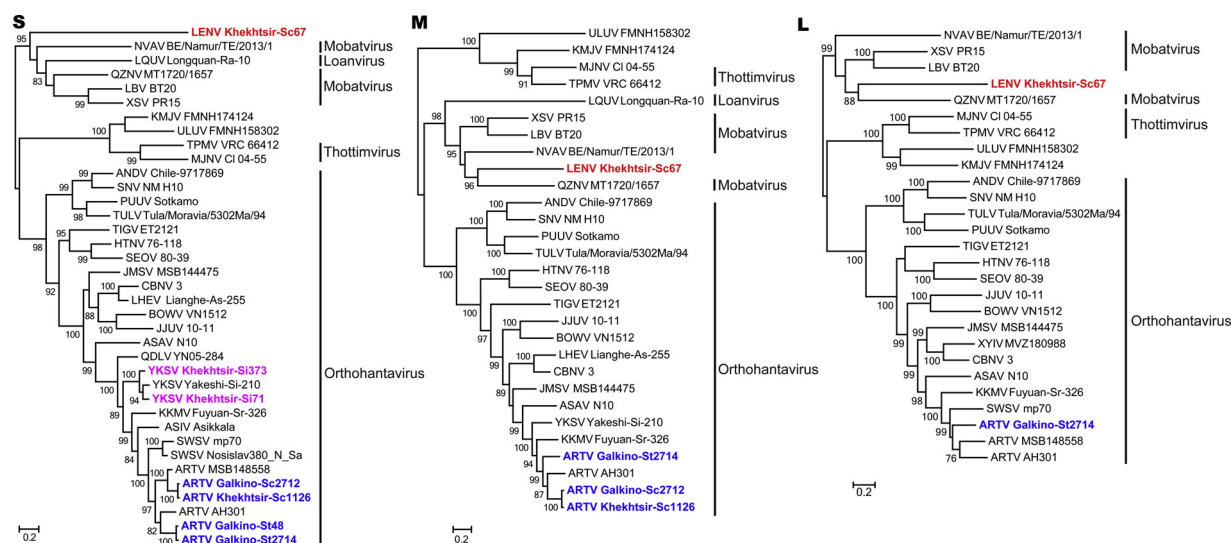 S
LENV Khekhtsir-Sc67
95
NVAV BE/Namur/TE/2013/1
Mobatvirus
LQUV Longquan-Ra-10
Loanvirus
83
QZNV MT1720/1657
LBV BT20
Mobatvirus
99
XSV PR15
KMJV FMNH174124
100
ULUV FMNH158302
TPMV VRC 66412
99
MJNV CI 04-55
Thottimvirus
99
ANDV Chile-9717869
99
SNV NM H10
PUUV Sotkamo
98
TULV Tula/Moravia/5302Ma/94
98
95
TIGV ET2121
HTNV 76-118
99
SEOV 80-39
92
JMSV MSB144475
100
CBNV 3
LHEV Lianghe-As-255
88
BOWV VN1512
100
JJUV 10-11
100
ASAV N10
QDLV YN05-284
YKSV Khekhtsir-Si373
100
YKSV Yakeshi-Si-210
94
YKSV Khekhtsir-Si71
100
KKMV Fuyuan-Sr-326
89
ASIV Asikkala
84
100
SWSV mp70
SWSV Nosislav380_N_Sa
100
ARTV MSB148558
100
ARTV Galkino-Sc2712
100
ARTV Khekhtsir-Sc1126
97
ARTV AH301
82
ARTV Galkino-St48
100
ARTV Galkino-St2714
Orthohantavirus
0.2
M
ULUV FMNH158302
100
KMJV FMNH174124
99
MJNV CI 04-55
91
TPMV VRC 66412
Thottimvirus
LQUV Longquan-Ra-10
Loanvirus
98
XSV PR15
100
LBV BT20
Mobatvirus
95
NVAV BE/Namur/TE/2013/1
LENV Khekhtsir-Sc67
96
QZNV MT1720/1657
Mobatvirus
ANDV Chile-9717869
100
SNV NM H10
100
PUUV Sotkamo
100
TULV Tula/Moravia/5302Ma/94
100
HTNV 76-118
100
SEOV 80-39
TIGV ET2121
97
JJUV 10-11
100
BOWV VN1512
99
LHEV Lianghe-As-255
100
CBNV 3
89
JMSV MSB144475
100
ASAV N10
YKSV Yakeshi-Si-210
99
KKMV Fuyuan-Sr-326
ARTV Galkino-St2714
94
ARTV AH301
99
ARTV Galkino-Sc2712
87
ARTV Khekhtsir-Sc1126
100
Orthohantavirus
0.2
L
NVAV BE/Namur/TE/2013/1
99
XSV PR15
100
LBV BT20
Mobatvirus
LENV Khekhtsir-Sc67
88
QZNV MT1720/1657
Mobatvirus
MJNV CI 04-55
100
TPMV VRC 66412
Thottimvirus
100
ULUV FMNH158302
99
KMJV FMNH174124
ANDV Chile-9717869
100
SNV NM H10
100
TULV Tula/Moravia/5302Ma/94
100
PUUV Sotkamo
TIGV ET2121
100
HTNV 76-118
100
SEOV 80-39
99
JJUV 10-11
100
BOWV VN1512
100
JMSV MSB144475
99
XYIV MVZ180988
100
CBNV 3
99
ASAV N10
98
KKMV Fuyuan-Sr-326
100
SWSV mp70
99
ARTV Galkino-St2714
ARTV MSB148558
76
ARTV AH301
Orthohantavirus
0.2